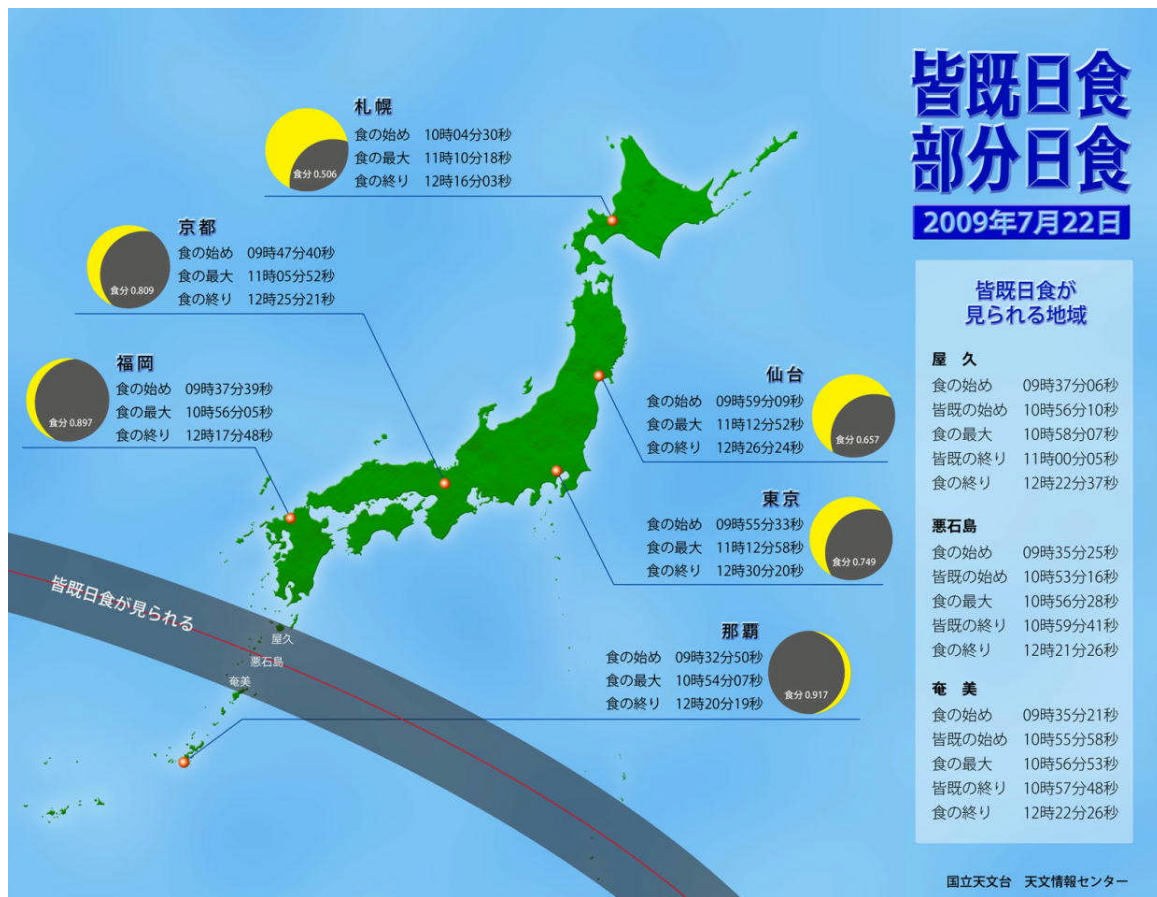 皆既日食
部分日食
2009年7月22日
札幌
食の始め 10時04分30秒
食の最大 11時10分18秒
食の終り 12時16分03秒
食分 0.506
京都
食の始め 09時47分40秒
食の最大 11時05分52秒
食の終り 12時25分21秒
食分 0.809
福岡
食の始め 09時37分39秒
食の最大 10時56分05秒
食の終り 12時17分48秒
食分 0.897
仙台
食の始め 09時59分09秒
食の最大 11時12分52秒
食の終り 12時26分24秒
食分 0.657
東京
食の始め 09時55分33秒
食の最大 11時12分58秒
食の終り 12時30分20秒
食分 0.749
那覇
食の始め 09時32分50秒
食の最大 10時54分07秒
食の終り 12時20分19秒
食分 0.917
皆既日食が見られる
屋久
悪石島
奄美
皆既日食が
見られる地域
屋 久
食の始め 09時37分06秒
皆既の始め 10時56分10秒
食の最大 10時58分07秒
皆既の終り 11時00分05秒
食の終り 12時22分37秒
悪石島
食の始め 09時35分25秒
皆既の始め 10時53分16秒
食の最大 10時56分28秒
皆既の終り 10時59分41秒
食の終り 12時21分26秒
奄 美
食の始め 09時35分21秒
皆既の始め 10時55分58秒
食の最大 10時56分53秒
皆既の終り 10時57分48秒
食の終り 12時22分26秒
国立天文台 天文情報センター